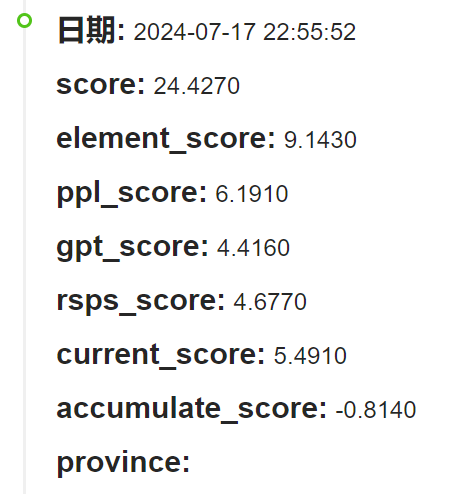 日期: 2024-07-17 22:55:52
score: 24.4270
element_score: 9.1430
ppl_score: 6.1910
gpt_score: 4.4160
rsps_score: 4.6770
current_score: 5.4910
accumulate_score: -0.8140
province: